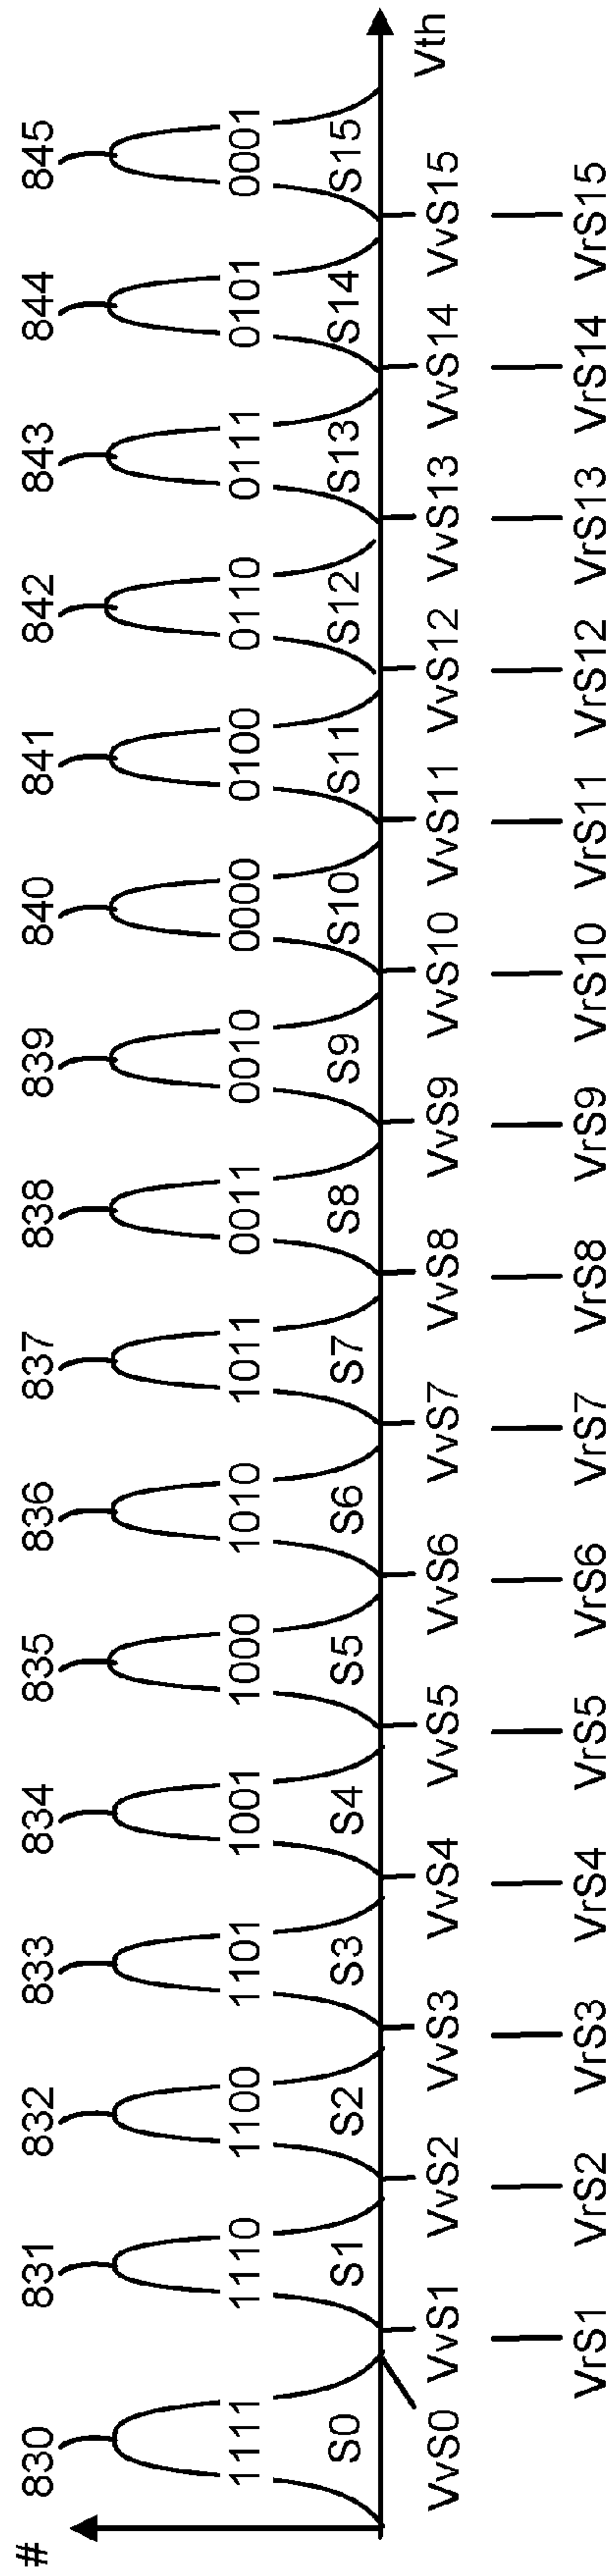 #
830 831 832 833 834 835 836 837 838 839 840 841 842 843 844 845
1111 1110 1100 1101 1001 1000 1010 1011 0011 0010 0000 0100 0110 0111 0101 0001
S0 S1 S2 S3 S4 S5 S6 S7 S8 S9 S10 S11 S12 S13 S14 S15
Vth
VvS0 VvS1 VvS2 VvS3 VvS4 VvS5 VvS6 VvS7 VvS8 VvS9 VvS10 VvS11 VvS12 VvS13 VvS14 VvS15
VrS1 VrS2 VrS3 VrS4 VrS5 VrS6 VrS7 VrS8 VrS9 VrS10 VrS11 VrS12 VrS13 VrS14 VrS15